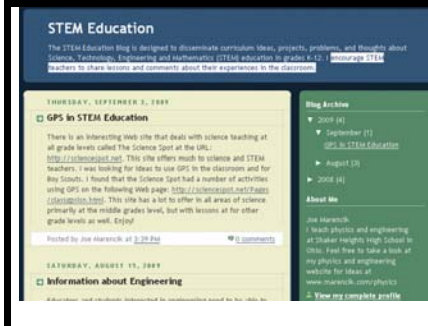 STEM Education
The STEM Education Blog is designed to disseminate curriculum ideas, projects, problems, and thoughts about
Science, Technology, Engineering and Mathematics (STEM) education in grades K-12. I encourage STEM
teachers to share lessons and comments about their experiences in the classroom.
THURSDAY, SEPTEMBER 3, 2009
GPS in STEM Education
There is an interesting Web site that deals with science teaching at
all grade levels called The Science Spot at the URL:
http://sciencespot.net. This site offers much to science and STEM
teachers. I was looking for ideas to use GPS in the classroom and for
Boy Scouts. I found that the Science Spot had a number of activities
using GPS on the following Web page: http://sciencespot.net/Pages
/classgpslsn.html. This site has a lot to offer in all areas of science
primarily at the middle grades level, but with lessons at for other
grade levels as well. Enjoy!
Posted by Joe Marencik at 3:39 PM
0 comments
SATURDAY, AUGUST 15, 2009
Information about Engineering
Blog Archive
▼ 2009 (4)
▼ September (1)
GPS in STEM Education
► August (3)
► 2008 (4)
About Me
Joe Marencik
I teach physics and engineering
at Shaker Heights High School in
Ohio. Feel free to take a look at
my physics and engineering
website for ideas at
www.marencik.com/physics
View my complete profile